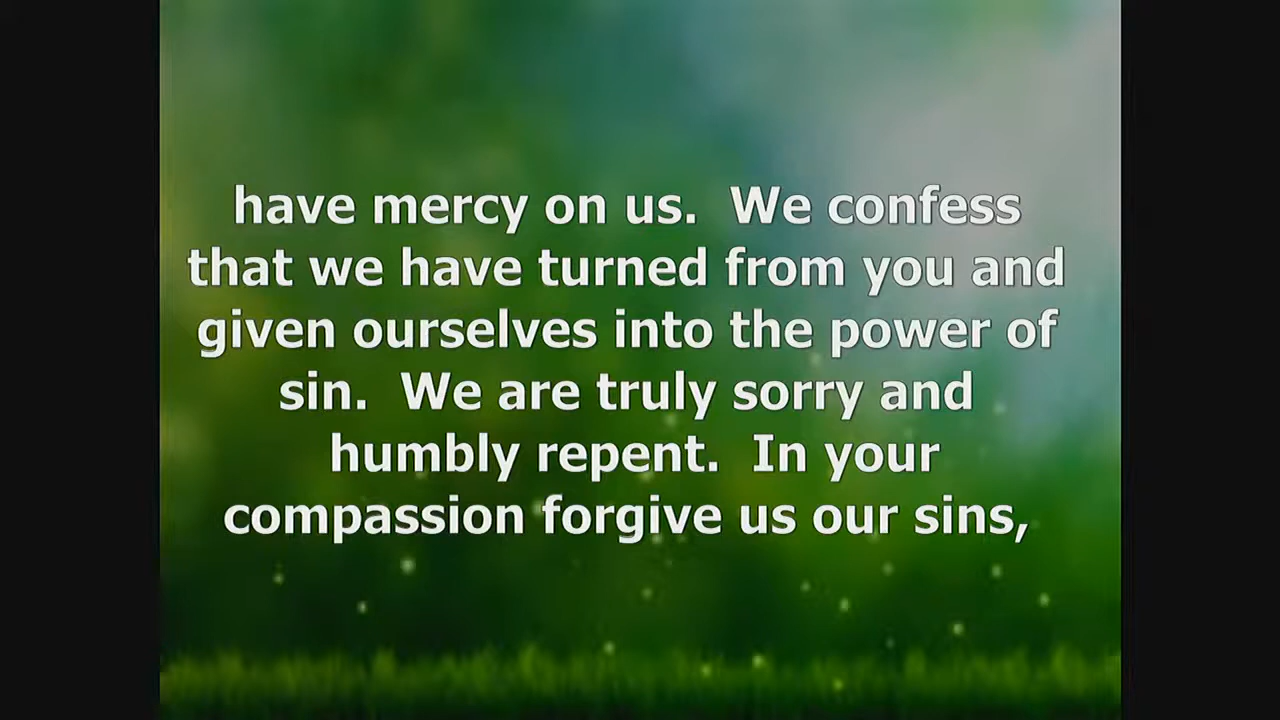 have mercy on us.  We confess
that we have turned from you and
given ourselves into the power of
sin.  We are truly sorry and
humbly repent.  In your
compassion forgive us our sins,